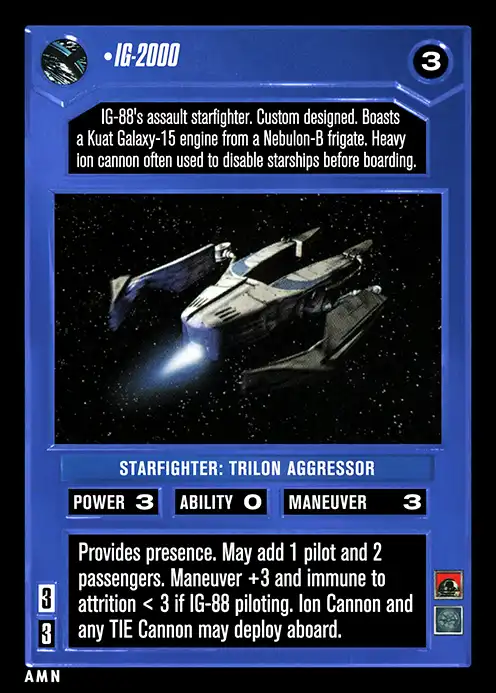 •IG-2000
3
IG-88's assault starfighter. Custom designed. Boasts
a Kuat Galaxy-15 engine from a Nebulon-B frigate. Heavy
ion cannon often used to disable starships before boarding.
STARFIGHTER: TRILON AGGRESSOR
POWER 3 ABILITY 0 MANEUVER 3
Provides presence. May add 1 pilot and 2
passengers. Maneuver +3 and immune to
attrition < 3 if IG-88 piloting. Ion Cannon and
any TIE Cannon may deploy aboard.
3
3
AMN